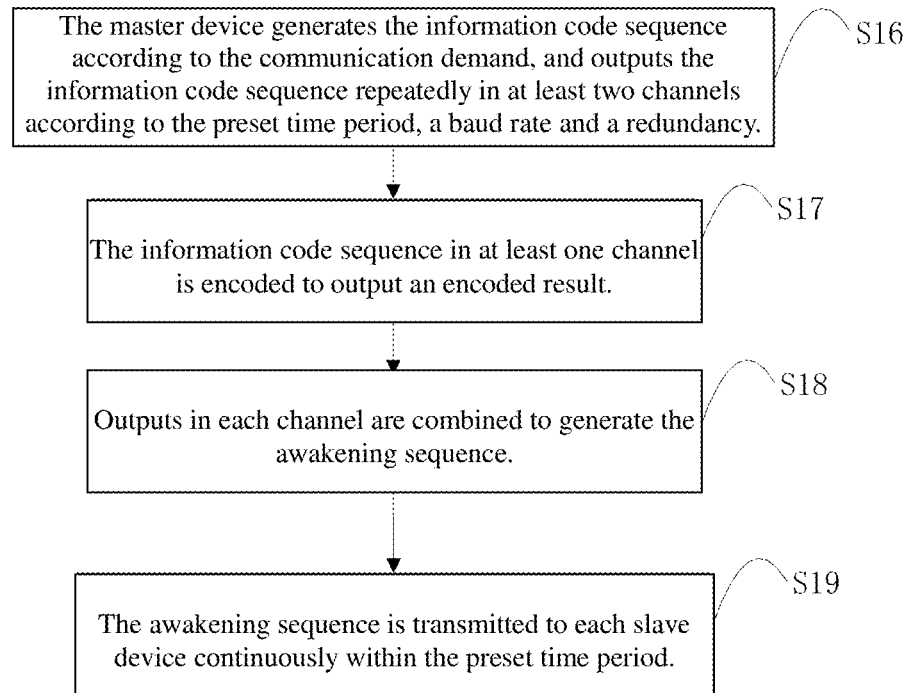 The master device generates the information code sequence
according to the communication demand, and outputs the
information code sequence repeatedly in at least two channels
according to the preset time period, a baud rate and a redundancy.
S16
The information code sequence in at least one channel
is encoded to output an encoded result.
S17
Outputs in each channel are combined to generate the
awakening sequence.
S18
The awakening sequence is transmitted to each slave
device continuously within the preset time period.
S19